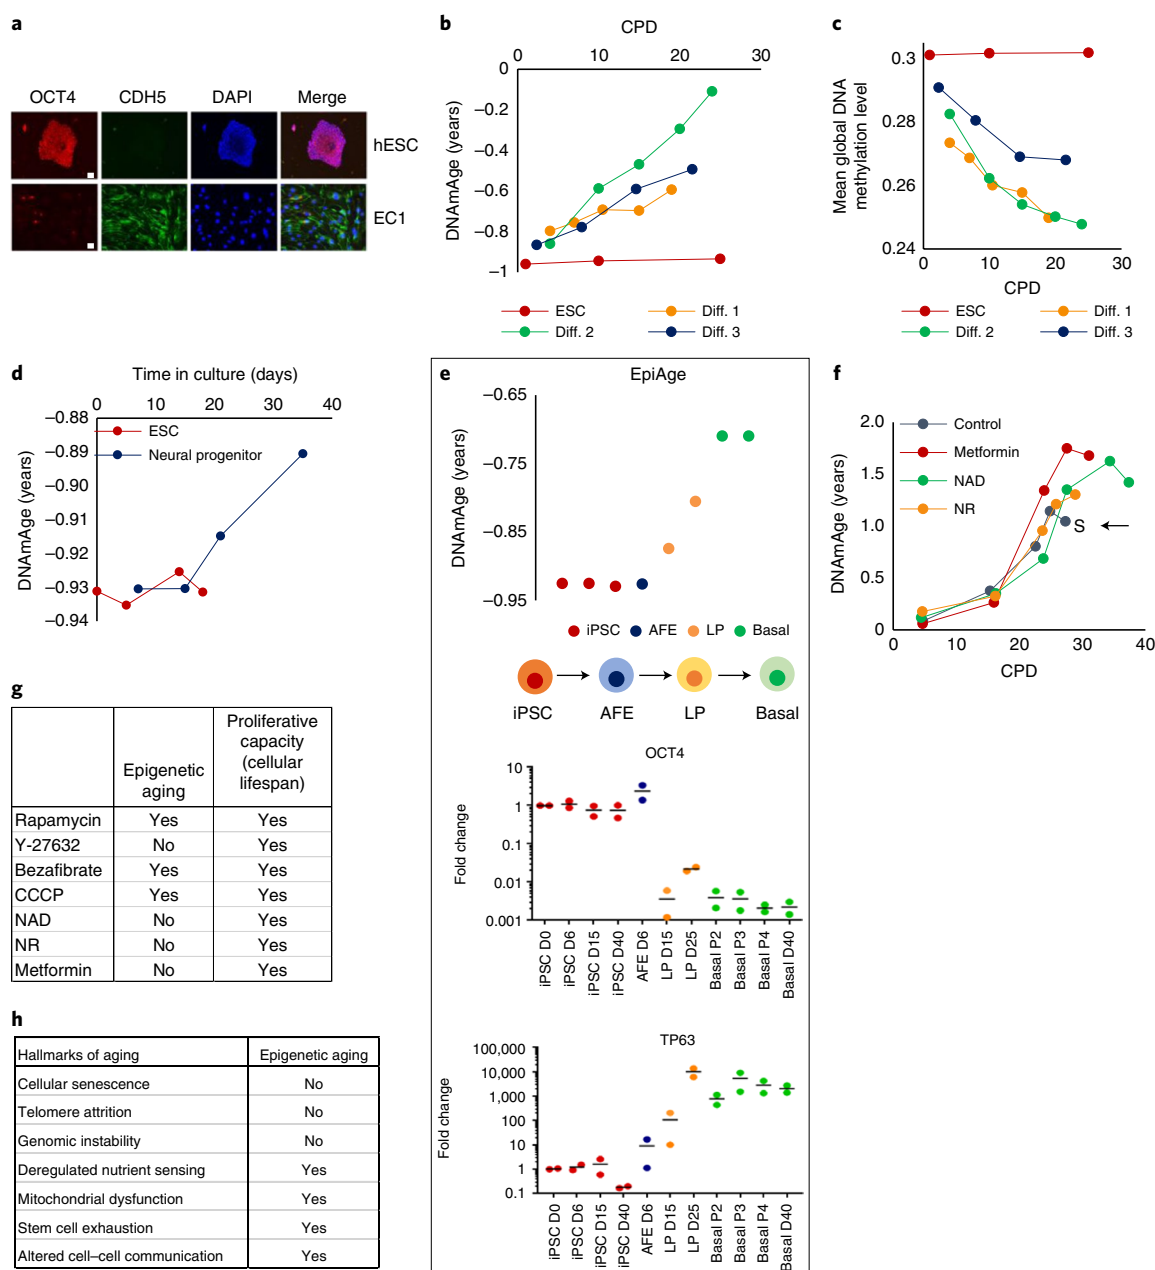 a
OCT4 CDH5 DAPI Merge
hESC
EC1
b
CPD
0 10 20 30
0
–0.2
–0.4
–0.6
–0.8
–1
DNAmAge (years)
ESC Diff. 1
Diff. 2 Diff. 3
c
0.3
0.28
0.26
0.24
Mean global DNA
methylation level
0 10 20 30
CPD
ESC Diff. 1
Diff. 2 Diff. 3
d
Time in culture (days)
0 10 20 30 40
–0.88
–0.89
–0.90
–0.91
–0.92
–0.93
–0.94
DNAmAge (years)
ESC
Neural progenitor
e
EpiAge
–0.65
–0.75
–0.85
–0.95
DNAmAge (years)
iPSC AFE LP Basal
iPSC AFE LP Basal
OCT4
10
1
0.1
0.01
0.001
Fold change
iPSC D0
iPSC D6
iPSC D15
iPSC D40
AFE D6
LP D15
LP D25
Basal P2
Basal P3
Basal P4
Basal D40
TP63
100,000
10,000
1,000
100
10
1
0.1
Fold change
iPSC D0
iPSC D6
iPSC D15
iPSC D40
AFE D6
LP D15
LP D25
Basal P2
Basal P3
Basal P4
Basal D40
f
2.0
1.5
1.0
0.5
0
DNAmAge (years)
Control
Metformin
NAD
NR
S
0 10 20 30 40
CPD
g
Epigenetic
aging
Proliferative
capacity
(cellular
lifespan)
Rapamycin Yes Yes
Y-27632 No Yes
Bezafibrate Yes Yes
CCCP Yes Yes
NAD No Yes
NR No Yes
Metformin No Yes
h
Hallmarks of aging Epigenetic aging
Cellular senescence No
Telomere attrition No
Genomic instability No
Deregulated nutrient sensing Yes
Mitochondrial dysfunction Yes
Stem cell exhaustion Yes
Altered cell–cell communication Yes